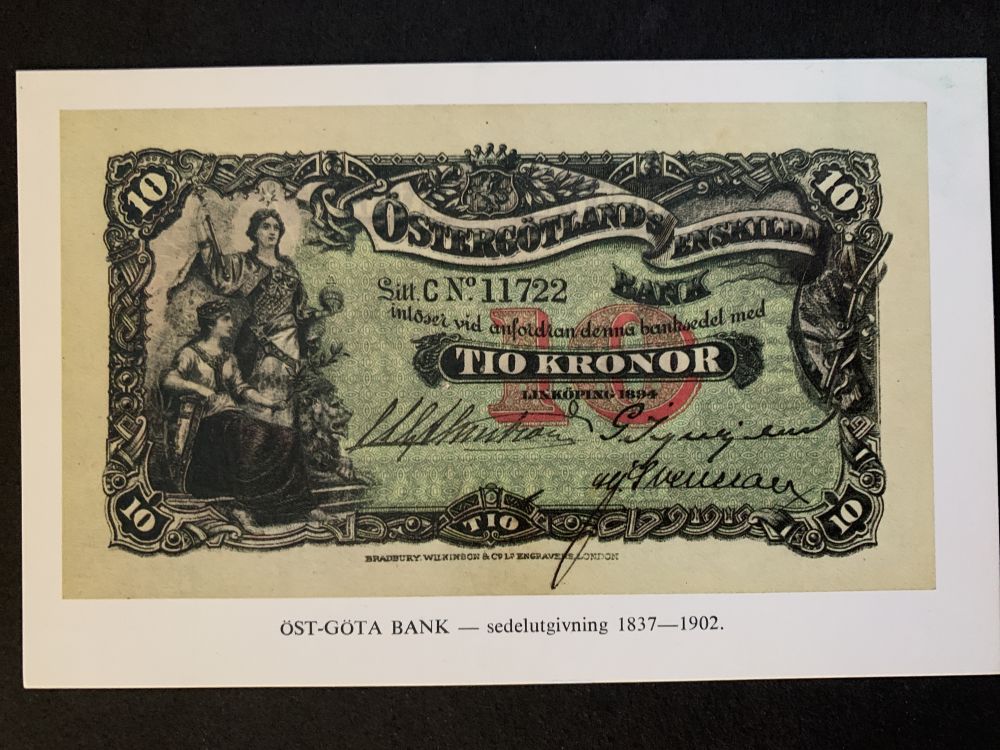 10
10
ÖSTERGÖTLANDS ENSKILDA
BANK
Litt. C No. 11722
inlöser vid anfordran denna banksedel med
10
TIO KRONOR
LINKÖPING 1894
10
TIO
10
BRADBURY, WILKINSON & Co. Ld. ENGRAVERS, LONDON
ÖST-GÖTA BANK — sedelutgivning 1837—1902.